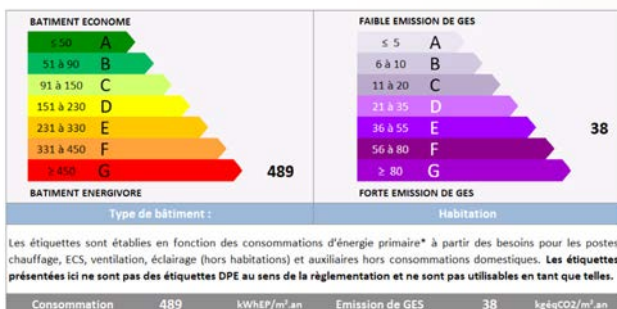 BATIMENT ECONOME
≤ 50 A
51 à 90 B
91 à 150 C
151 à 230 D
231 à 330 E
331 à 450 F
≥ 450 G
489
BATIMENT ENERGIVORE
FAIBLE EMISSION DE GES
≤ 5 A
6 à 10 B
11 à 20 C
21 à 35 D
36 à 55 E
38
56 à 80 F
≥ 80 G
FORTE EMISSION DE GES
Type de bâtiment : Habitation
Les étiquettes sont établies en fonction des consommations d'énergie primaire* à partir des besoins pour les postes
chauffage, ECS, ventilation, éclairage (hors habitations) et auxiliaires hors consommations domestiques. Les étiquettes
présentées ici ne sont pas des étiquettes DPE au sens de la règlementation et ne sont pas utilisables en tant que telles.
Consommation 489 kWhEP/m².an Emission de GES 38 kgéqCO2/m².an